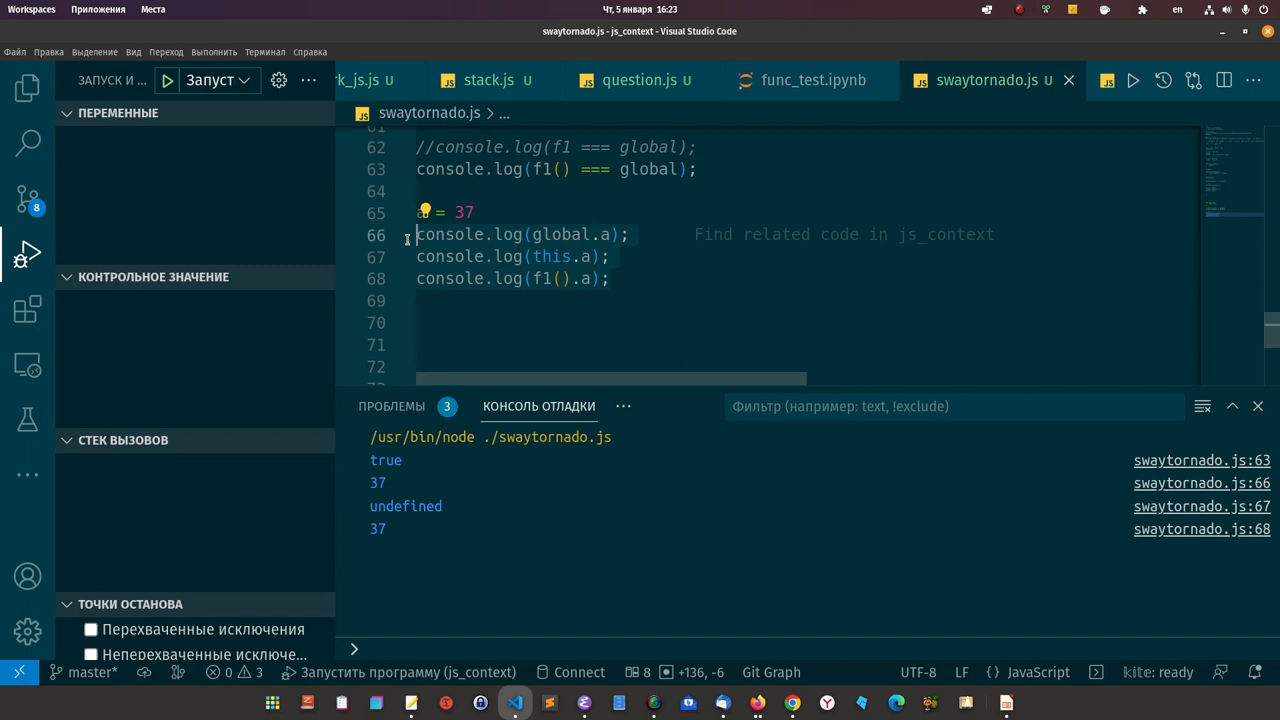 Workspaces Приложения Места Чт, 5 января 16:23 en
swaytornado.js - js_context - Visual Studio Code
Файл Правка Выделение Вид Переход Выполнить Терминал Справка
ЗАПУСК И ... Запуст rk_js.js U stack.js U question.js U func_test.ipynb swaytornado.js U
ПЕРЕМЕННЫЕ
swaytornado.js > ...
61
62 //console.log(f1 === global);
63 console.log(f1() === global);
64
65 a = 37
66 console.log(global.a); Find related code in js_context
67 console.log(this.a);
68 console.log(f1().a);
69
70
71
72
73
КОНТРОЛЬНОЕ ЗНАЧЕНИЕ
СТЕК ВЫЗОВОВ
ТОЧКИ ОСТАНОВА
Перехваченные исключения
Неперехваченные исключе...
ПРОБЛЕМЫ 3 КОНСОЛЬ ОТЛАДКИ ... Фильтр (например: text, !exclude)
/usr/bin/node ./swaytornado.js
true swaytornado.js:63
37 swaytornado.js:66
undefined swaytornado.js:67
37 swaytornado.js:68
>
8
master* 0 3 Запустить программу (js_context) Connect 8 +136, -6 Git Graph UTF-8 LF JavaScript kite: ready